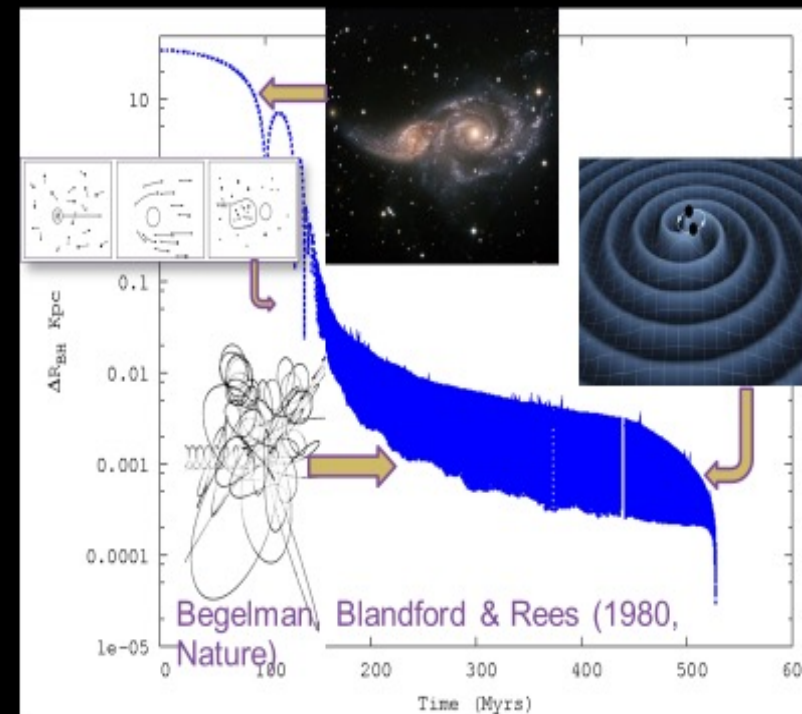 10
0.1
0.01
0.001
0.0001
1e-05
ΔR_BH Kpc
Begelman, Blandford & Rees (1980,
Nature)
0 100 200 300 400 500 60
Time (Myrs)